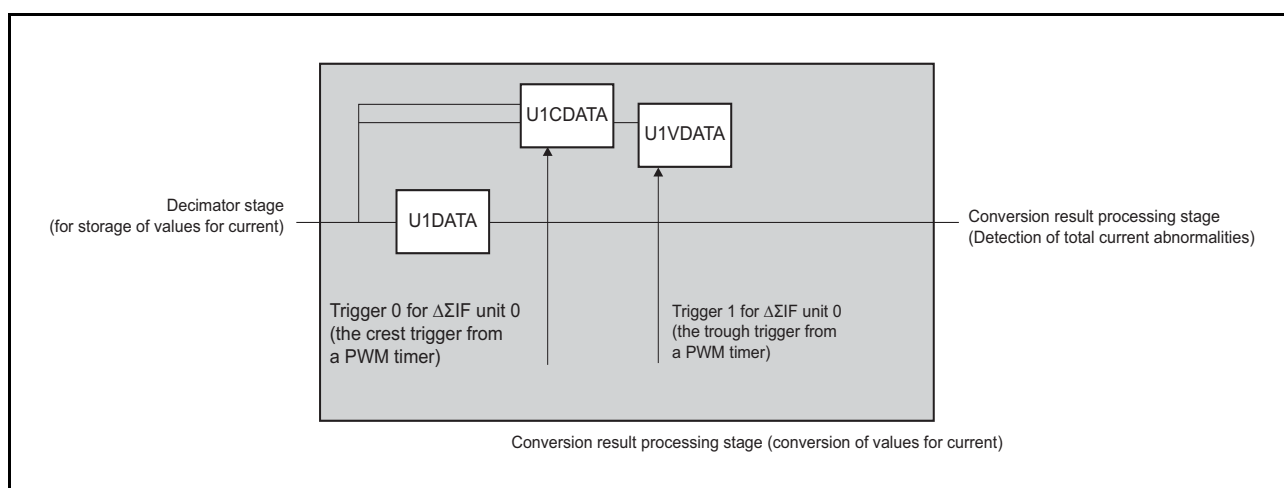 U1CDATA
U1VDATA
Decimator stage
(for storage of values for current)
U1DATA
Conversion result processing stage
(Detection of total current abnormalities)
Trigger 0 for ΔΣIF unit 0
(the crest trigger from
a PWM timer)
Trigger 1 for ΔΣIF unit 0
(the trough trigger from
a PWM timer)
Conversion result processing stage (conversion of values for current)